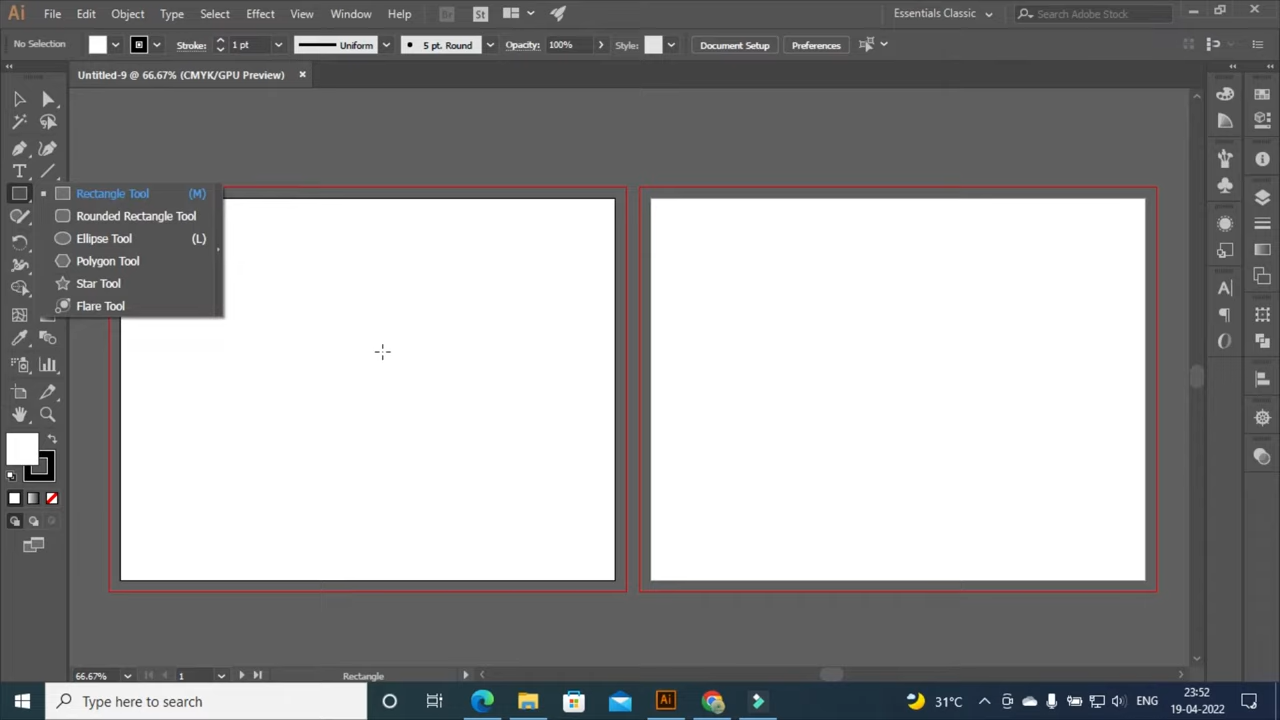 Ai File Edit Object Type Select Effect View Window Help Br St Essentials Classic Search Adobe Stock
No Selection Stroke: 1 pt Uniform 5 pt. Round Opacity: 100% Style: Document Setup Preferences
Untitled-9 @ 66.67% (CMYK/GPU Preview)
Rectangle Tool (M)
Rounded Rectangle Tool
Ellipse Tool (L)
Polygon Tool
Star Tool
Flare Tool
66.67% 1 Rectangle
Type here to search Ai 31°C ENG 23:52
19-04-2022